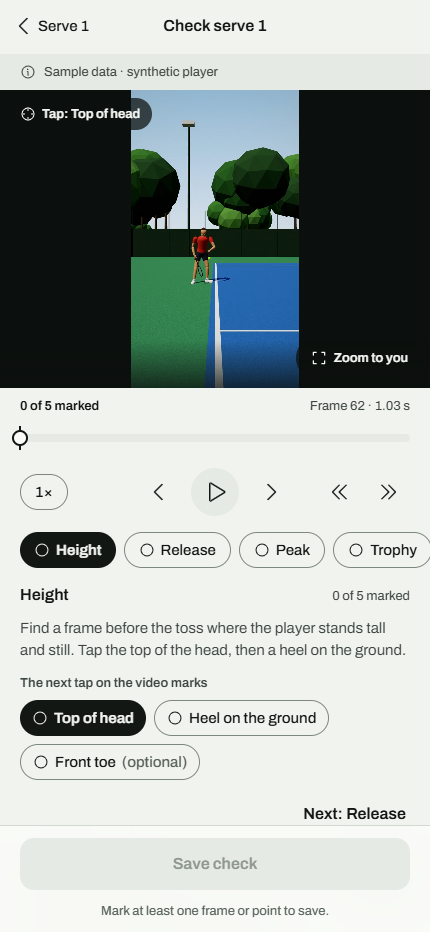 Serve 1
Check serve 1
Sample data · synthetic player
Tap: Top of head
Zoom to you
0 of 5 marked
Frame 62 · 1.03 s
1×
Height
Release
Peak
Trophy
Height
0 of 5 marked
Find a frame before the toss where the player stands tall
and still. Tap the top of the head, then a heel on the ground.
The next tap on the video marks
Top of head
Heel on the ground
Front toe (optional)
Next: Release
Save check
Mark at least one frame or point to save.